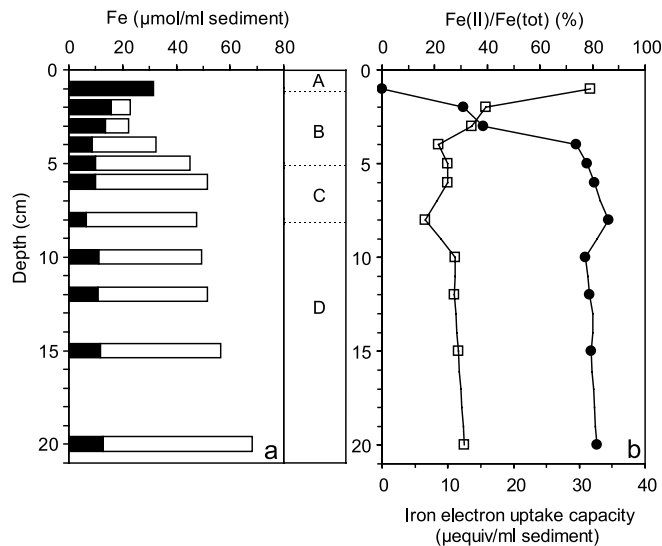 Fe (µmol/ml sediment)
0 20 40 60 80
Fe(II)/Fe(tot) (%)
0 20 40 60 80 100
Depth (cm)
0
5
10
15
20
A
B
C
D
a
0
5
10
15
20
b
0 10 20 30 40
Iron electron uptake capacity
(µequiv/ml sediment)